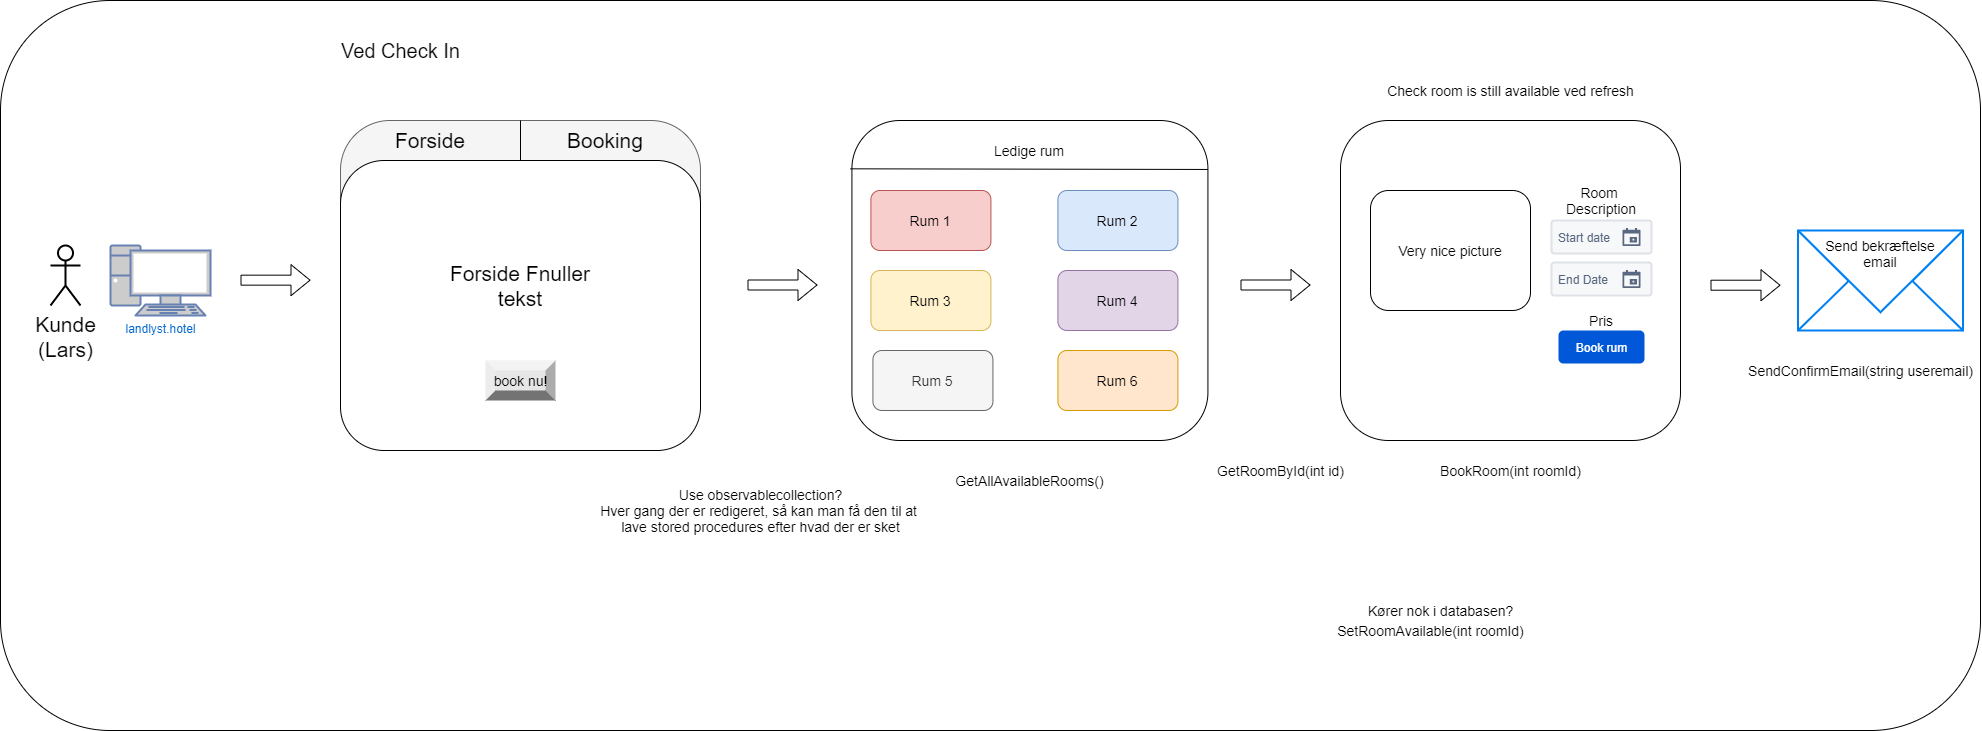 Ved Check In
Kunde
(Lars)
landlyst.hotel
Forside
Booking
Forside Fnuller
tekst
book nu!
Use observablecollection?
Hver gang der er redigeret, så kan man få den til at
lave stored procedures efter hvad der er sket
Ledige rum
Rum 1
Rum 2
Rum 3
Rum 4
Rum 5
Rum 6
GetAllAvailableRooms()
GetRoomById(int id)
Check room is still available ved refresh
Very nice picture
Room
Description
Start date
End Date
Pris
Book rum
BookRoom(int roomId)
Kører nok i databasen?
SetRoomAvailable(int roomId)
Send bekræftelse
email
SendConfirmEmail(string useremail)